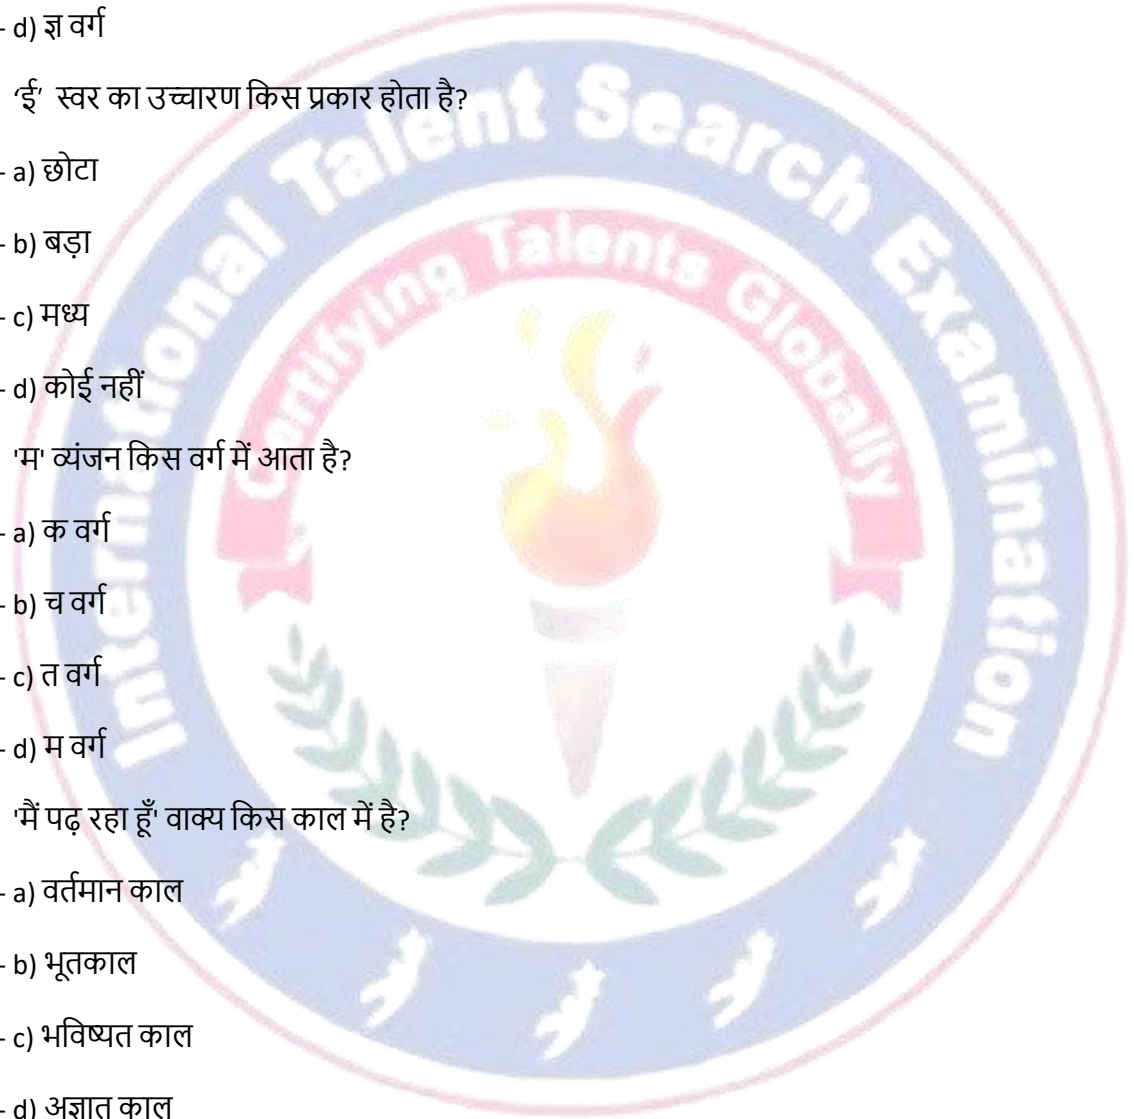 - d) ज्ञ वर्ग
‘ई’ स्वर का उच्चारण किस प्रकार होता है?
- a) छोटा
- b) बड़ा
- c) मध्य
- d) कोई नहीं
'म' व्यंजन किस वर्ग में आता है?
- a) क वर्ग
- b) च वर्ग
- c) त वर्ग
- d) म वर्ग
'मैं पढ़ रहा हूँ' वाक्य किस काल में है?
- a) वर्तमान काल
- b) भूतकाल
- c) भविष्यत काल
- d) अज्ञात काल
International Talent Search Examination
Certifying Talents Globally